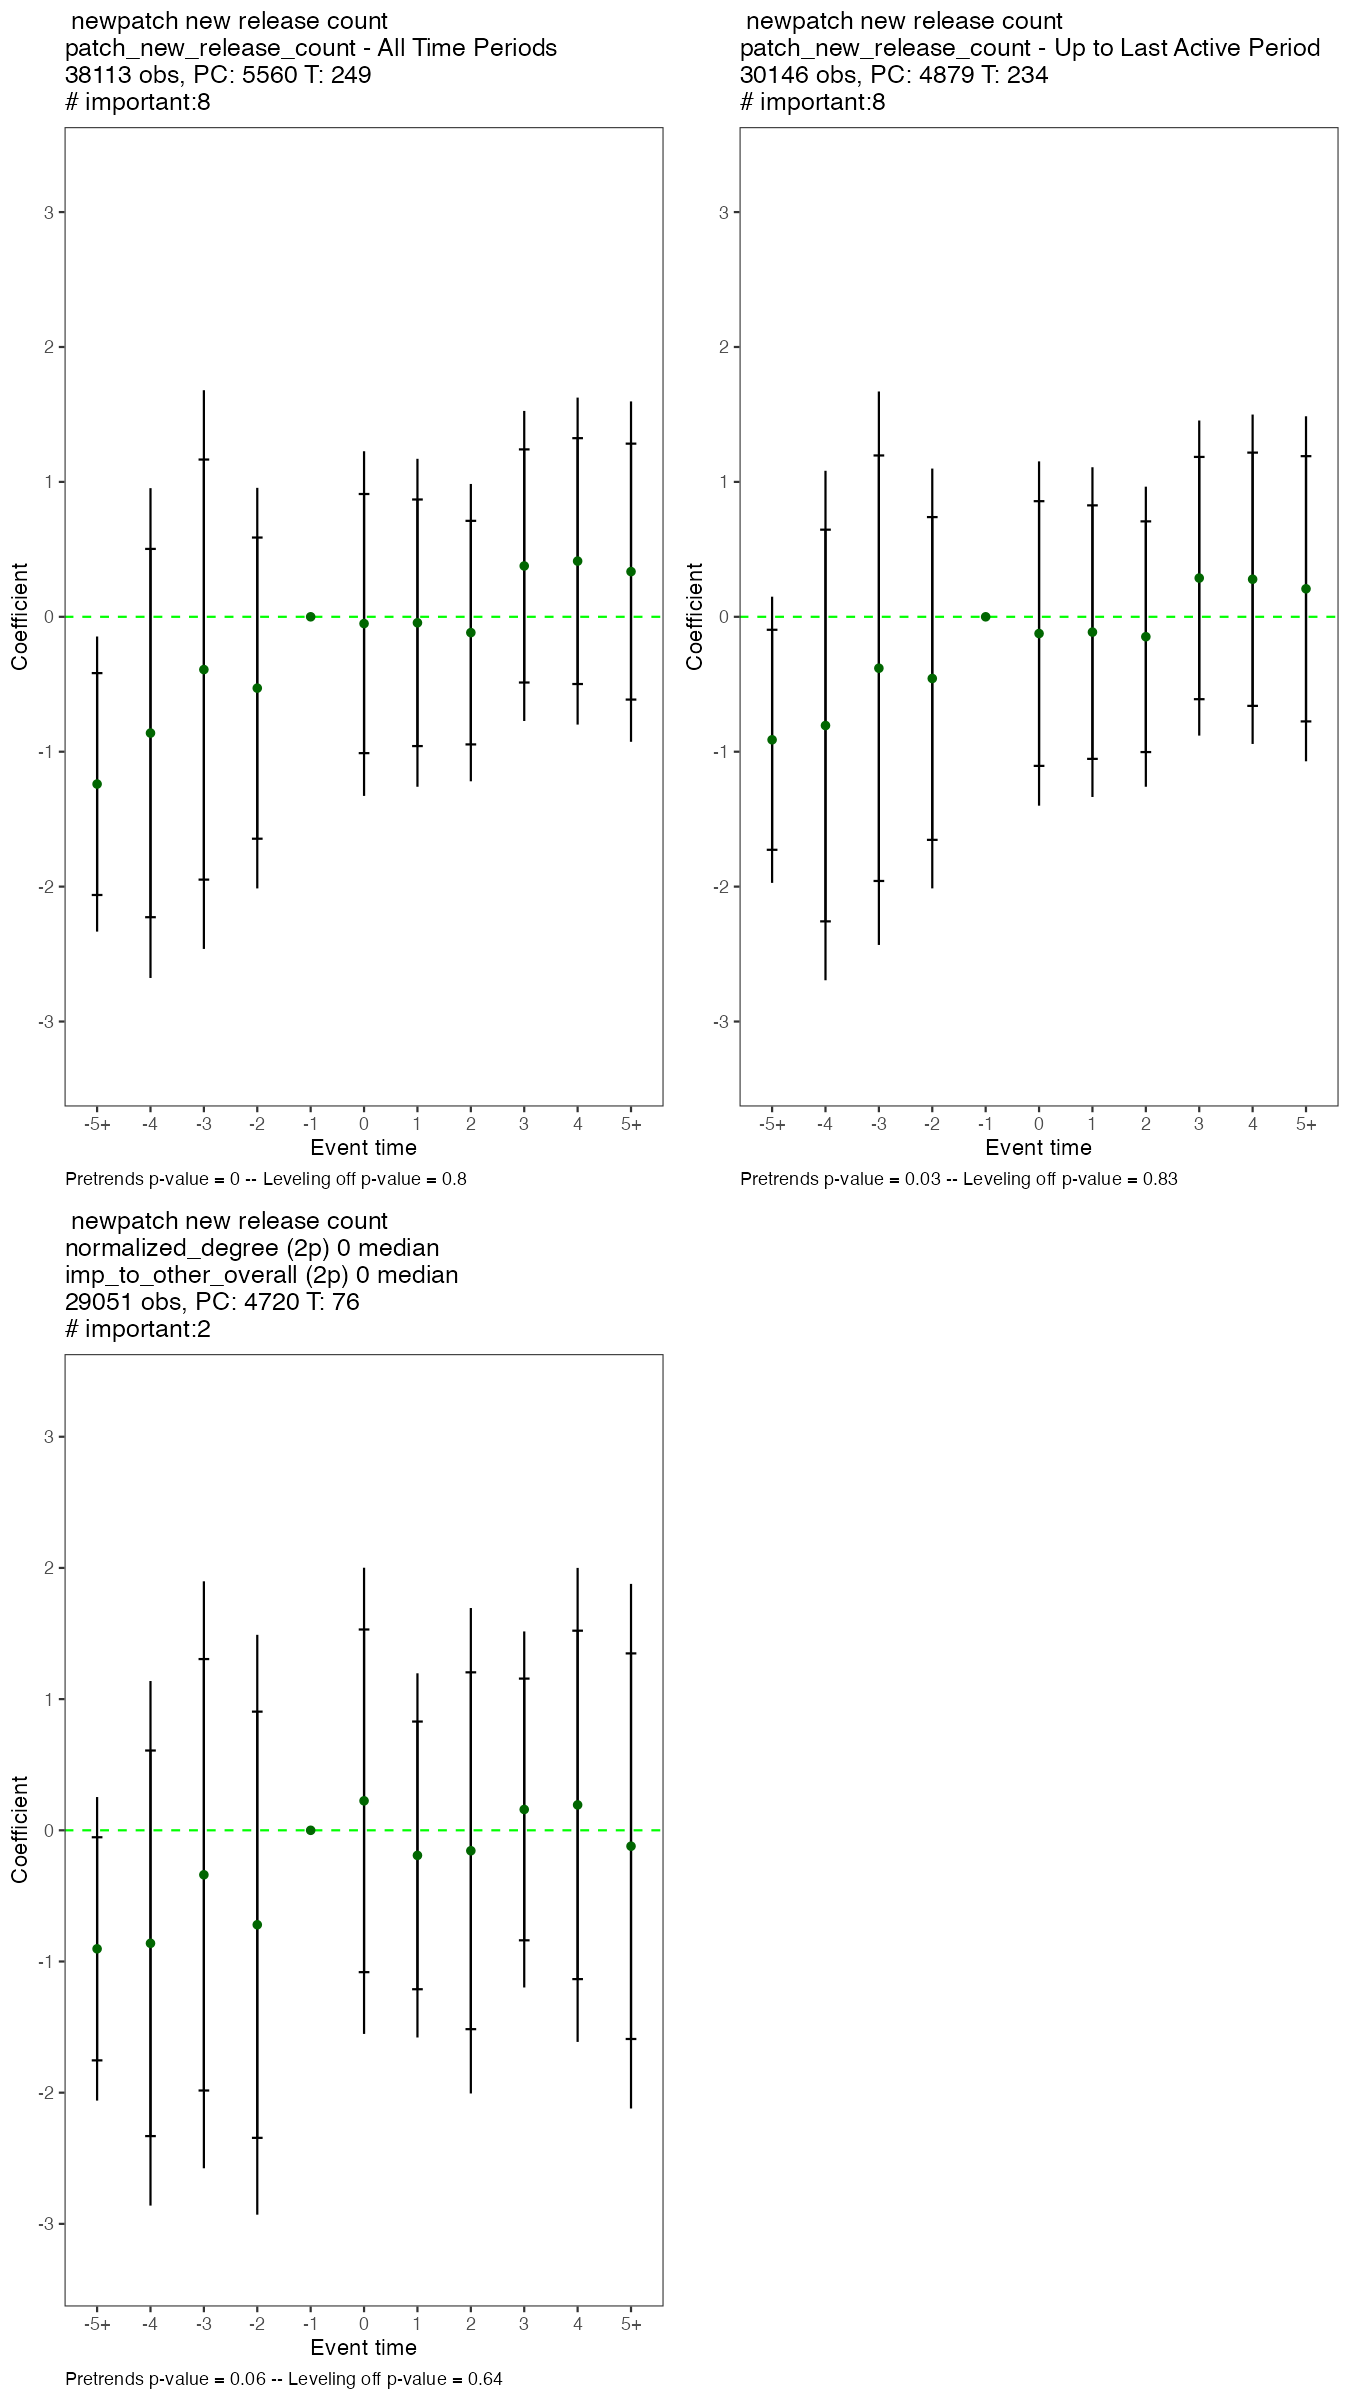 newpatch new release count
patch_new_release_count - All Time Periods
38113 obs, PC: 5560 T: 249
# important:8
3
2
1
0
-1
-2
-3
Coefficient
-5+ -4 -3 -2 -1 0 1 2 3 4 5+
Event time
Pretrends p-value = 0 -- Leveling off p-value = 0.8
newpatch new release count
patch_new_release_count - Up to Last Active Period
30146 obs, PC: 4879 T: 234
# important:8
3
2
1
0
-1
-2
-3
Coefficient
-5+ -4 -3 -2 -1 0 1 2 3 4 5+
Event time
Pretrends p-value = 0.03 -- Leveling off p-value = 0.83
newpatch new release count
normalized_degree (2p) 0 median
imp_to_other_overall (2p) 0 median
29051 obs, PC: 4720 T: 76
# important:2
3
2
1
0
-1
-2
-3
Coefficient
-5+ -4 -3 -2 -1 0 1 2 3 4 5+
Event time
Pretrends p-value = 0.06 -- Leveling off p-value = 0.64